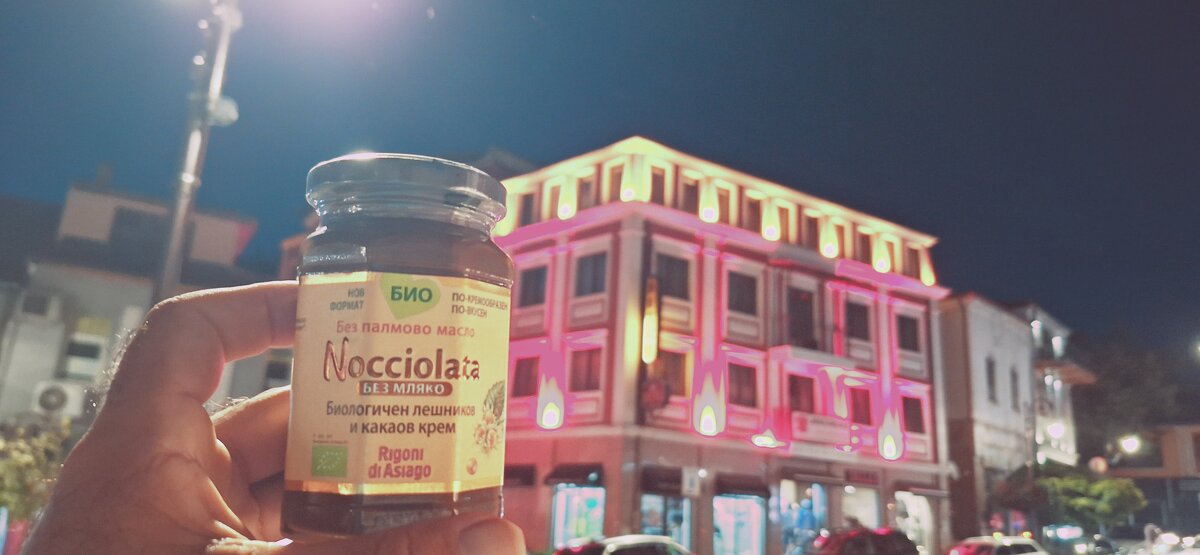 НОВ
ФОРМАТ
БИО
ПО-КРЕМООБРАЗЕН
ПО-ВКУСЕН
Без палмово масло
Nocciolata
БЕЗ МЛЯКО
Биологичен лешников
и какаов крем
Rigoni
di Asiago